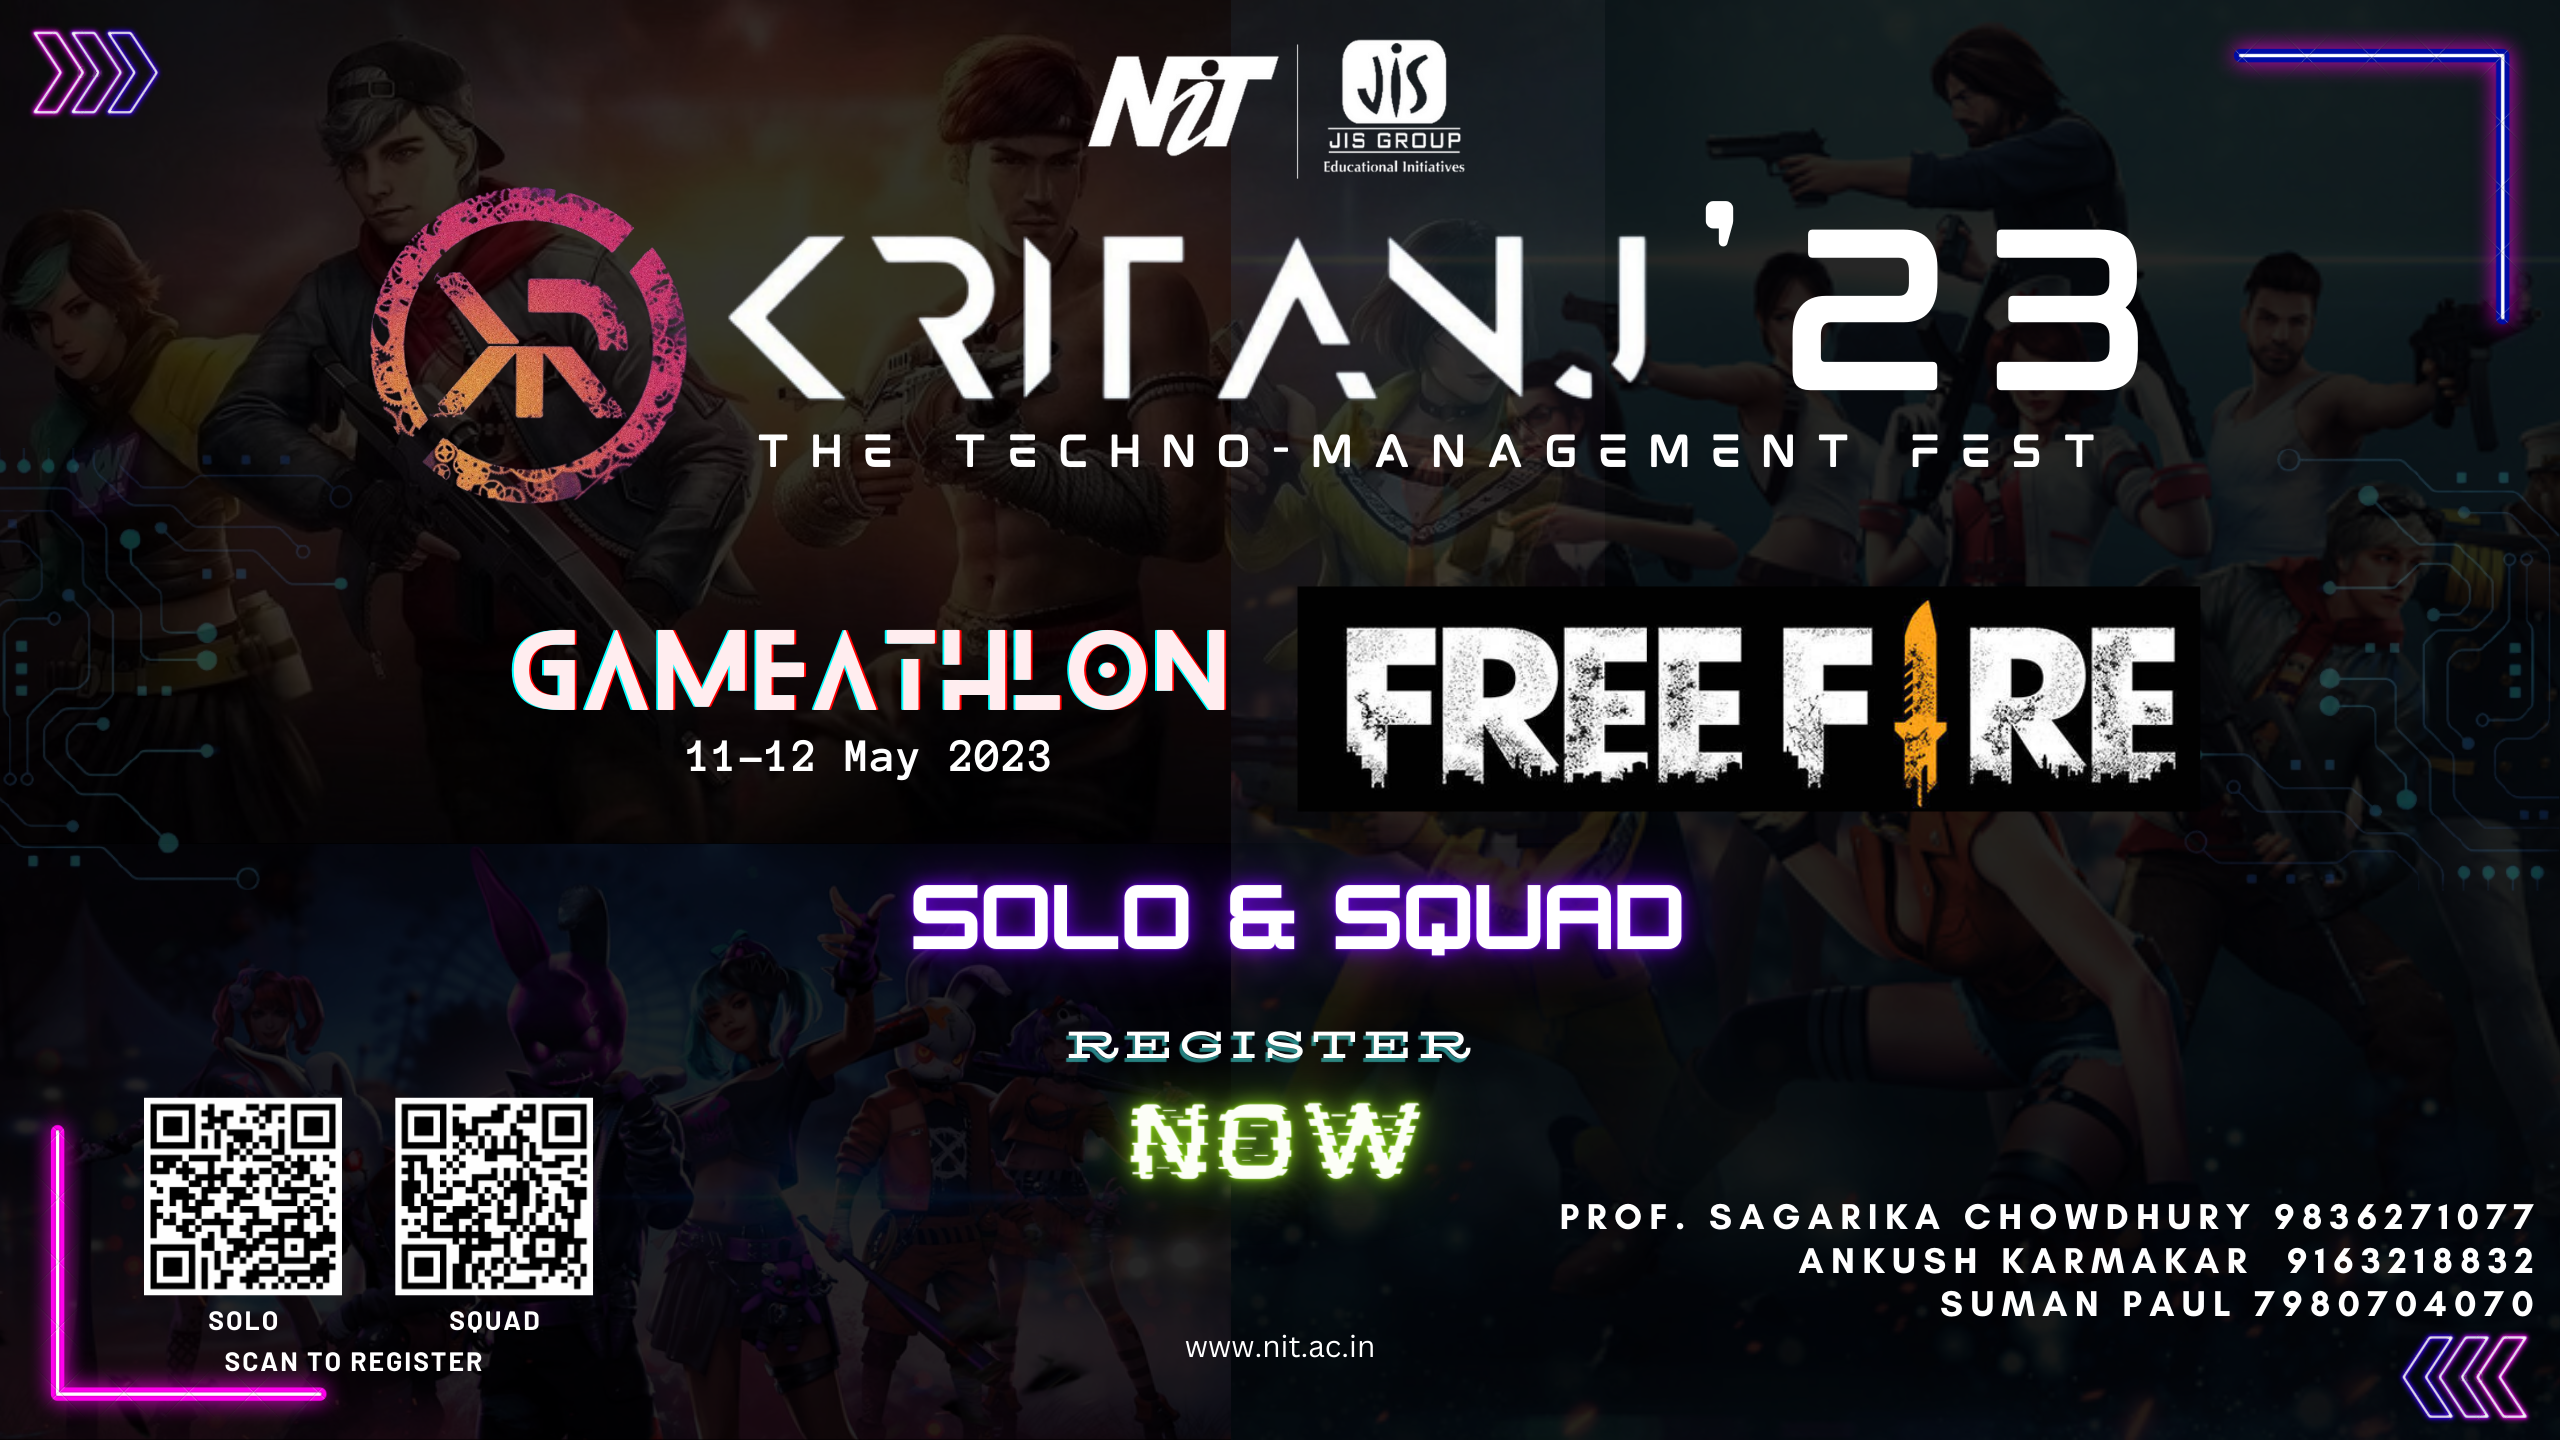 NiT
JiS
JIS GROUP
Educational Initiatives
KRITANJ'23
THE TECHNO-MANAGEMENT FEST
GAMEATHLON
11-12 May 2023
FREE FIRE
SOLO & SQUAD
REGISTER
NOW
SOLO
SQUAD
SCAN TO REGISTER
www.nit.ac.in
PROF. SAGARIKA CHOWDHURY 9836271077
ANKUSH KARMAKAR 9163218832
SUMAN PAUL 7980704070